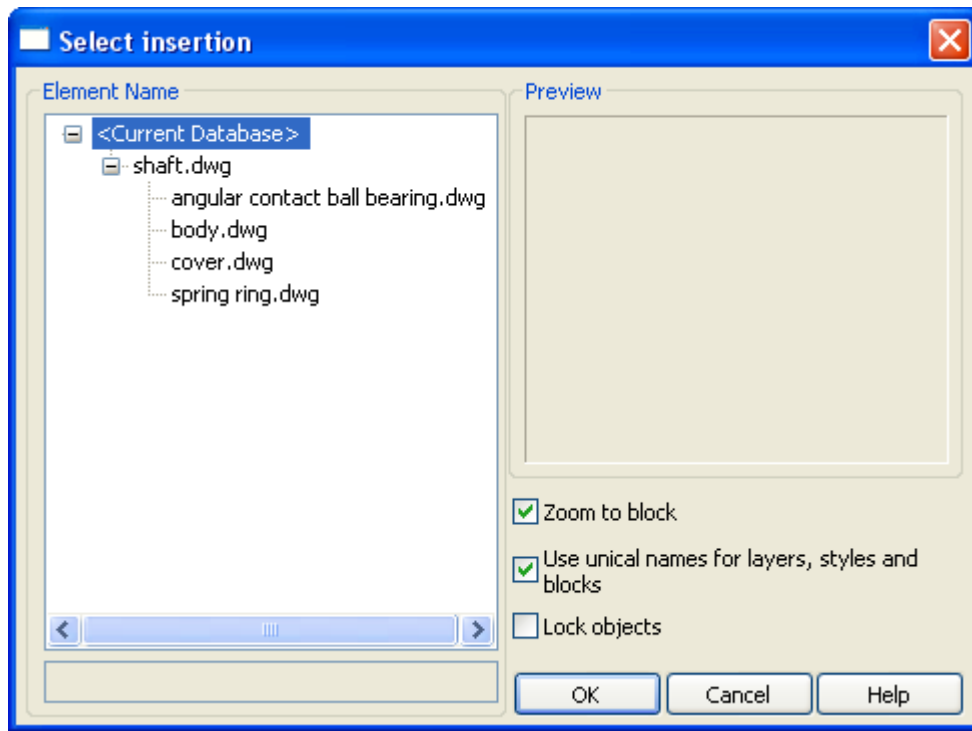 Select insertion
Element Name
<Current Database>
shaft.dwg
angular contact ball bearing.dwg
body.dwg
cover.dwg
spring ring.dwg
Preview
Zoom to block
Use unical names for layers, styles and
blocks
Lock objects
OK
Cancel
Help